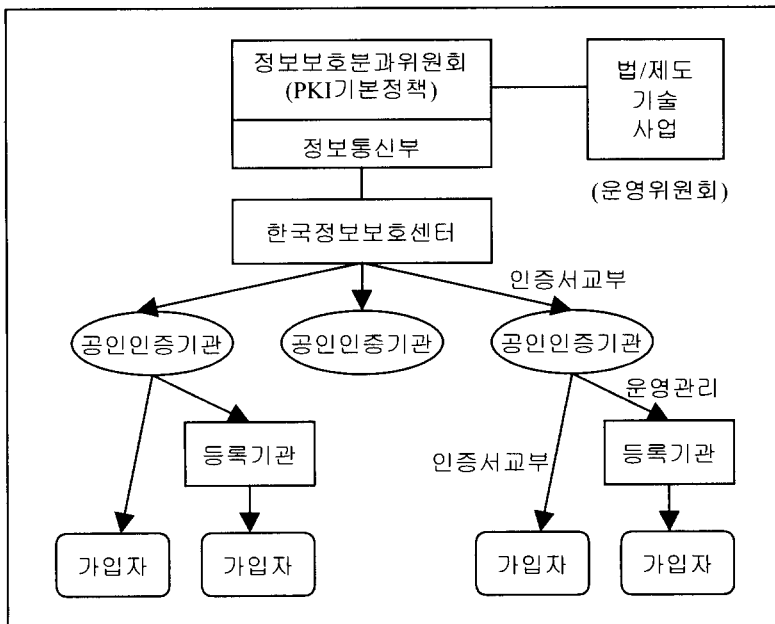 정보보호분과위원회
(PKI기본정책)
정보통신부
법/제도
기술
사업
(운영위원회)
한국정보보호센터
인증서교부
공인인증기관
공인인증기관
공인인증기관
운영관리
등록기관
인증서교부
등록기관
가입자
가입자
가입자
가입자